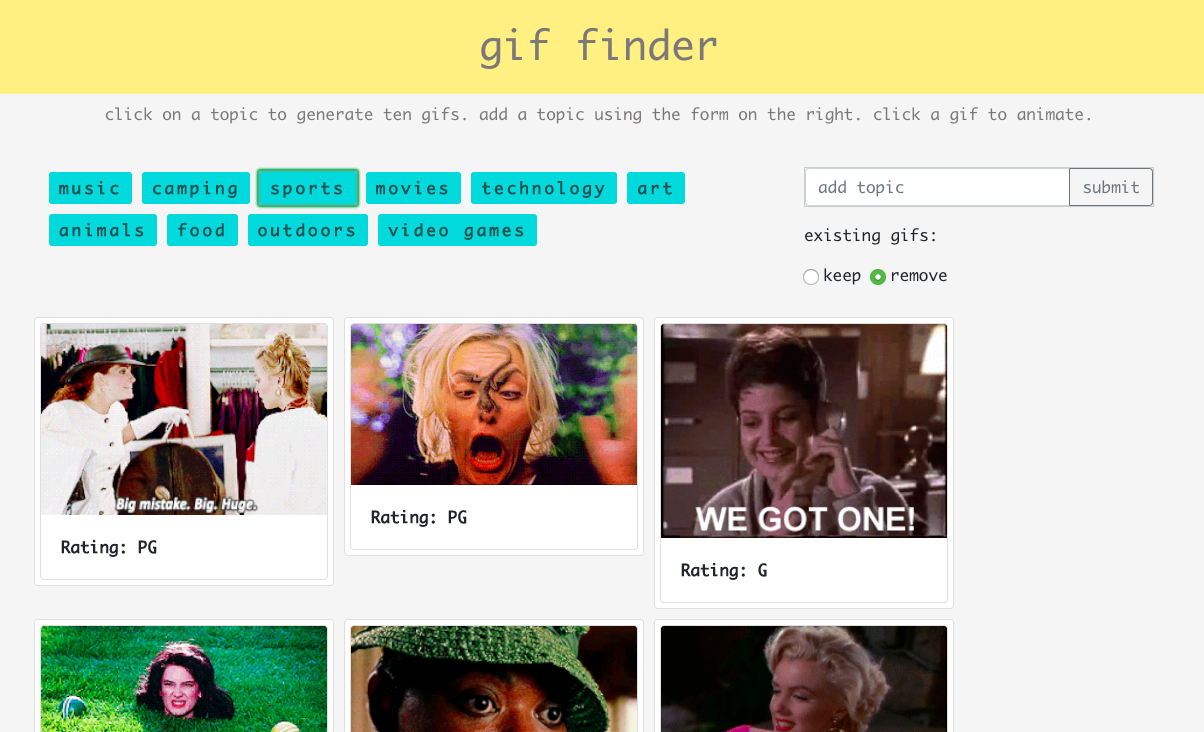 gif finder
click on a topic to generate ten gifs. add a topic using the form on the right. click a gif to animate.
music camping sports movies technology art
animals food outdoors video games
add topic submit
existing gifs:
keep remove
Big mistake. Big. Huge.
Rating: PG
Rating: PG
WE GOT ONE!
Rating: G